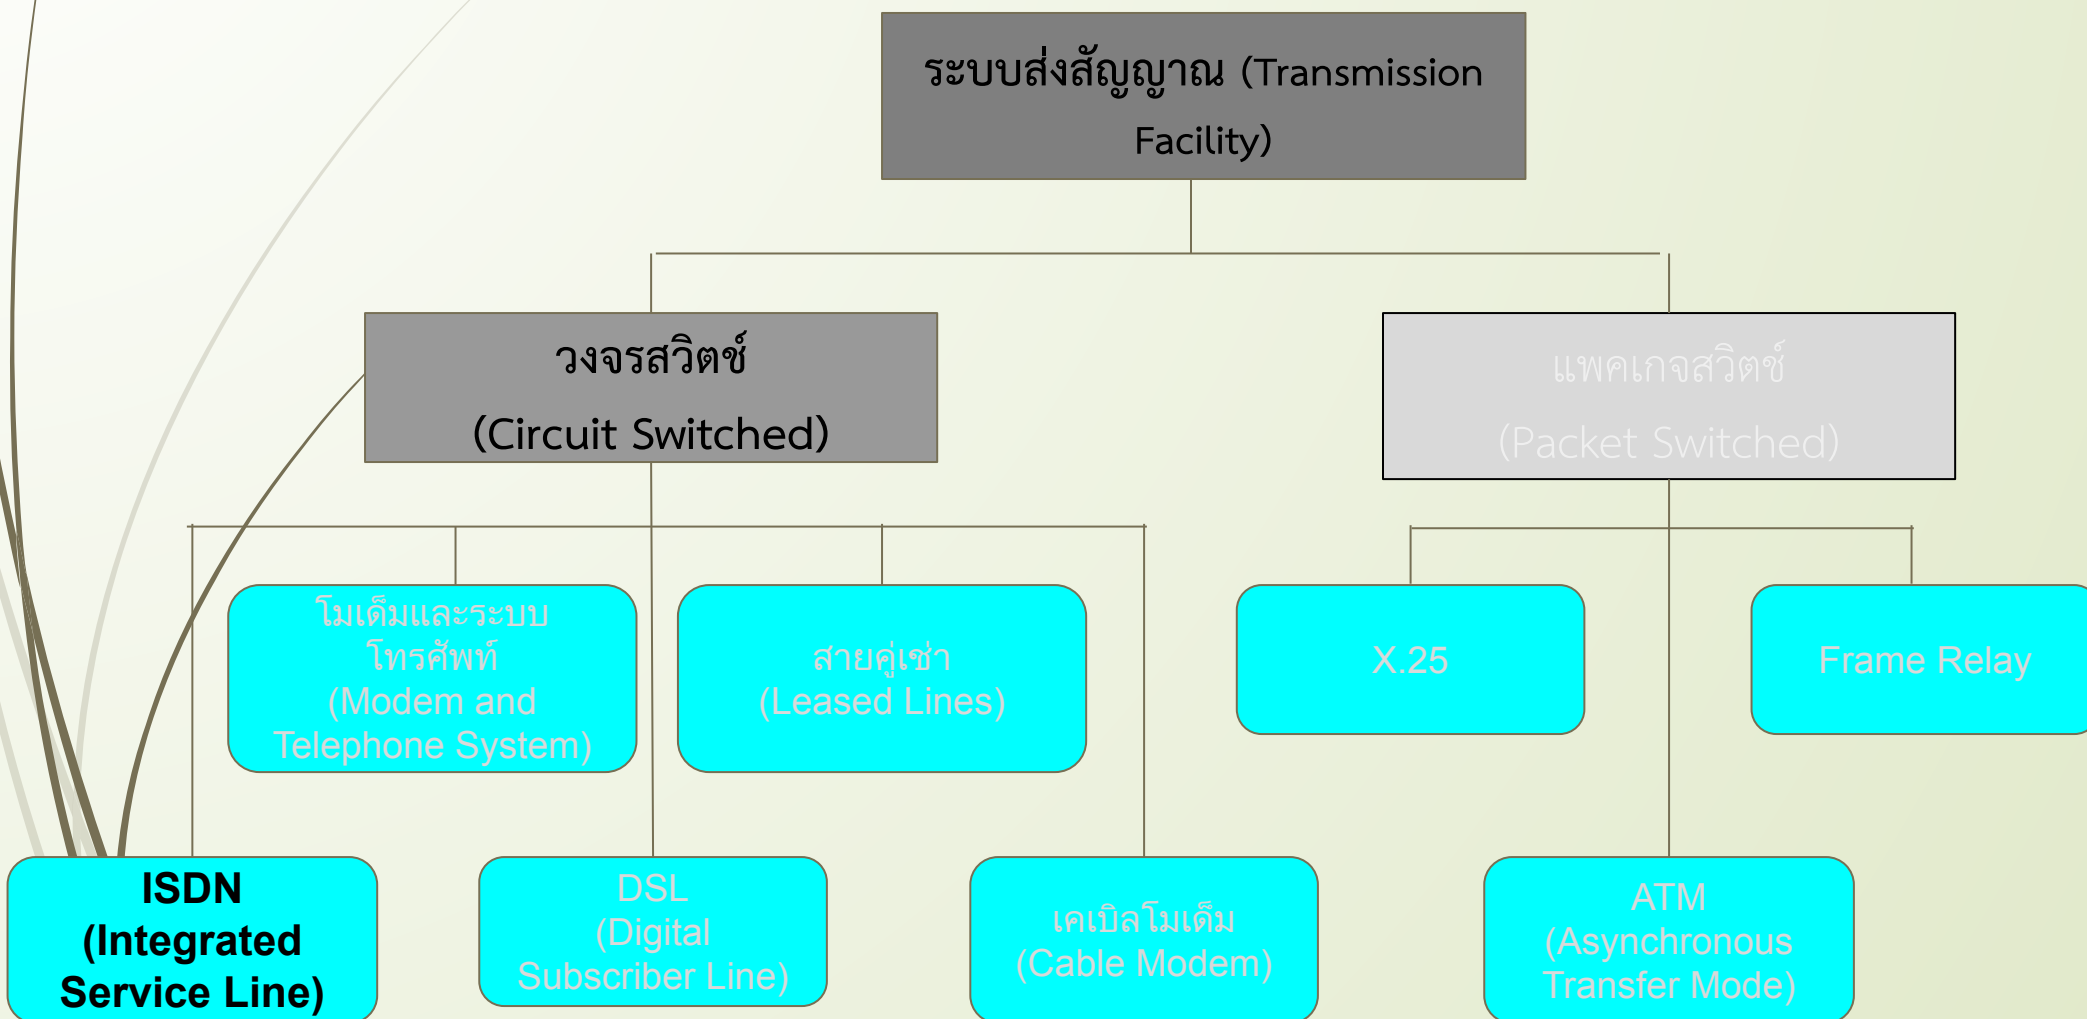 ระบบส่งสัญญาณ (Transmission
Facility)
วงจรสวิตช์
(Circuit Switched)
แพคเกจสวิตช์
(Packet Switched)
โมเด็มและระบบ
โทรศัพท์
(Modem and
Telephone System)
สายคู่เช่า
(Leased Lines)
X.25
Frame Relay
ISDN
(Integrated
Service Line)
DSL
(Digital
Subscriber Line)
เคเบิลโมเด็ม
(Cable Modem)
ATM
(Asynchronous
Transfer Mode)